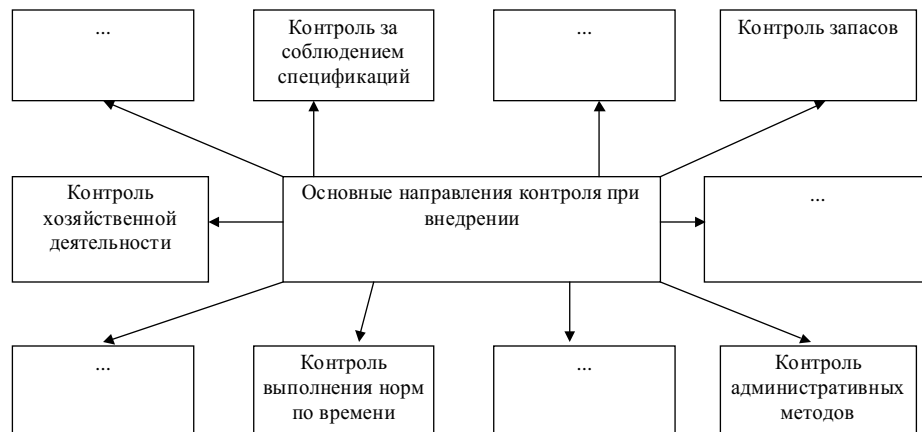 ...
Контроль за
соблюдением
спецификаций
...
Контроль запасов
Контроль
хозяйственной
деятельности
Основные направления контроля при
внедрении
...
...
Контроль
выполнения норм
по времени
...
Контроль
административных
методов